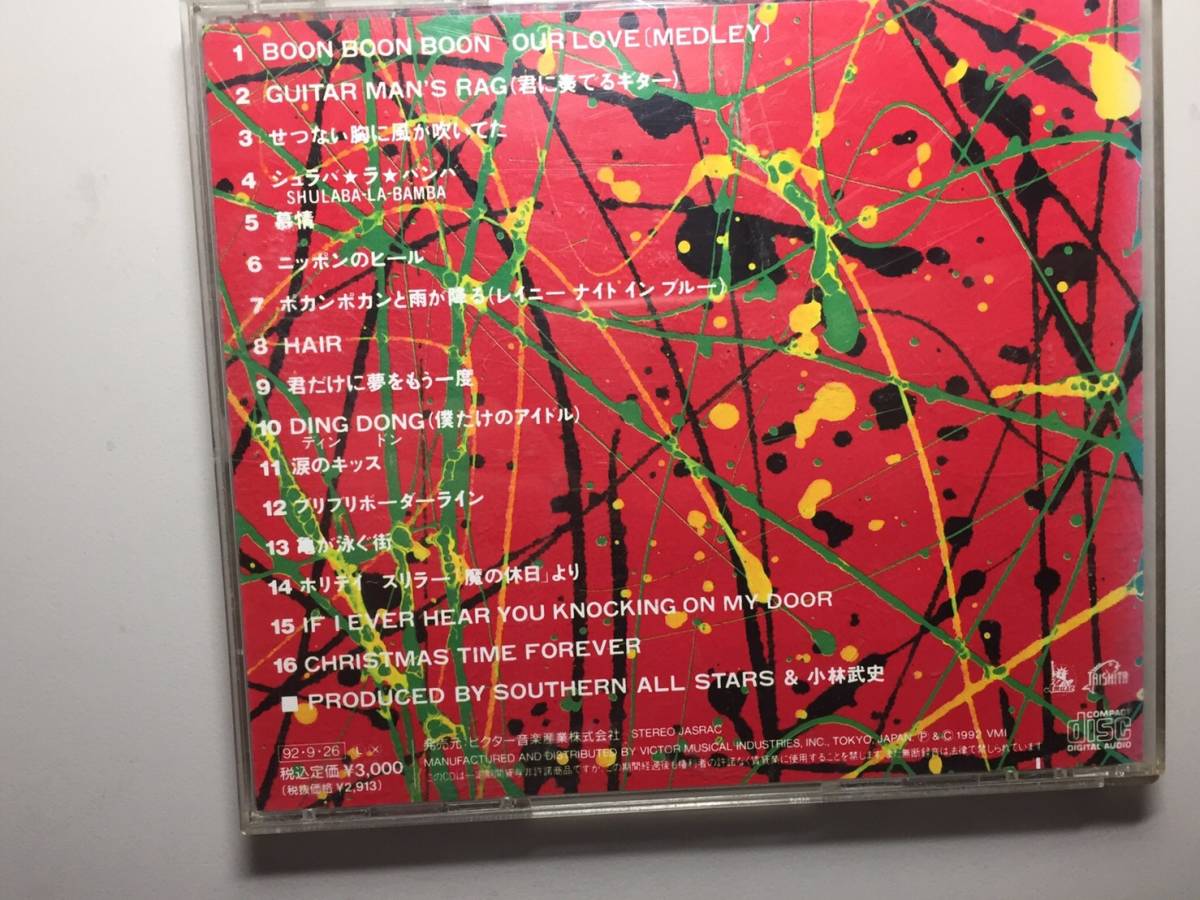 1 BOON BOON BOON OUR LOVE〔MEDLEY〕
2 GUITAR MAN'S RAG(君に奏でるギター)
3 せつない胸に風が吹いてた
4 シュラバ★ラ★バンバ
SHULABA-LA-BAMBA
5 慕情
6 ニッポンのヒール
7 ポカンポカンと雨が降る(レイニー ナイト イン ブルー)
8 HAIR
9 君だけに夢をもう一度
10 DING DONG(僕だけのアイドル)
ディン ドン
11 涙のキッス
12 ブリブリボーダーライン
13 亀が泳ぐ街
14 ホリデイ スリラー「魔の休日」より
15 IF I EVER HEAR YOU KNOCKING ON MY DOOR
16 CHRISTMAS TIME FOREVER
■ PRODUCED BY SOUTHERN ALL STARS & 小林武史
TAISHITA
COMPACT
disc
DIGITAL AUDIO
92・9・26 L X
発売元・ビクター音楽産業株式会社 STEREO JASRAC
税込定価 ¥3,000
MANUFACTURED AND DISTRIBUTED BY VICTOR MUSICAL INDUSTRIES, INC., TOKYO, JAPAN Ⓟ & © 1992 VMI
(税抜価格 ¥2,913)